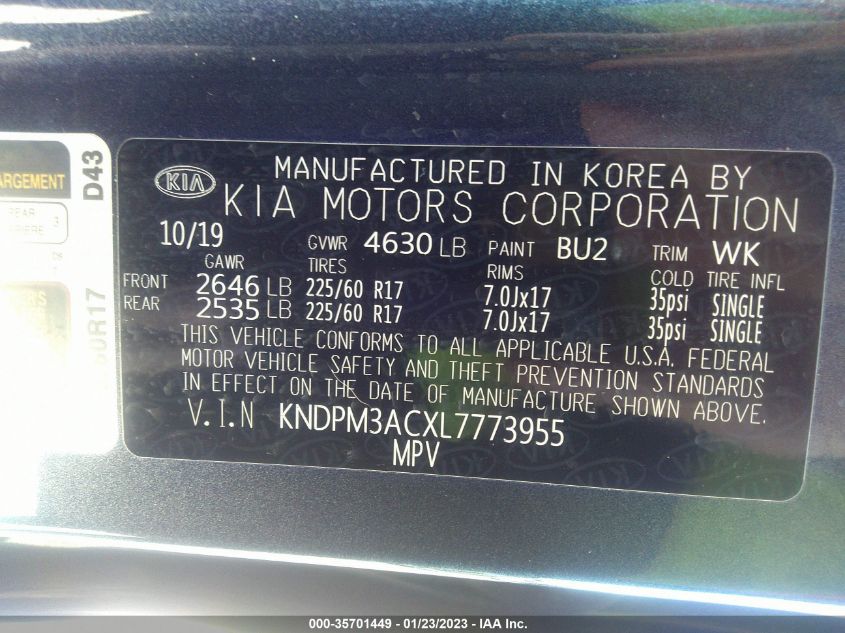 ARGEMENT
D43
REAR
3
60R17
KIA
MANUFACTURED IN KOREA BY
KIA MOTORS CORPORATION
10/19 GVWR 4630 LB PAINT BU2 TRIM WK
GAWR TIRES RIMS COLD TIRE INFL
FRONT 2646 LB 225/60 R17 7.0Jx17 35psi SINGLE
REAR 2535 LB 225/60 R17 7.0Jx17 35psi SINGLE
THIS VEHICLE CONFORMS TO ALL APPLICABLE U.S.A. FEDERAL
MOTOR VEHICLE SAFETY AND THEFT PREVENTION STANDARDS
IN EFFECT ON THE DATE OF MANUFACTURE SHOWN ABOVE.
V.I.N KNDPM3ACXL7773955
MPV
000-35701449 - 01/23/2023 - IAA Inc.